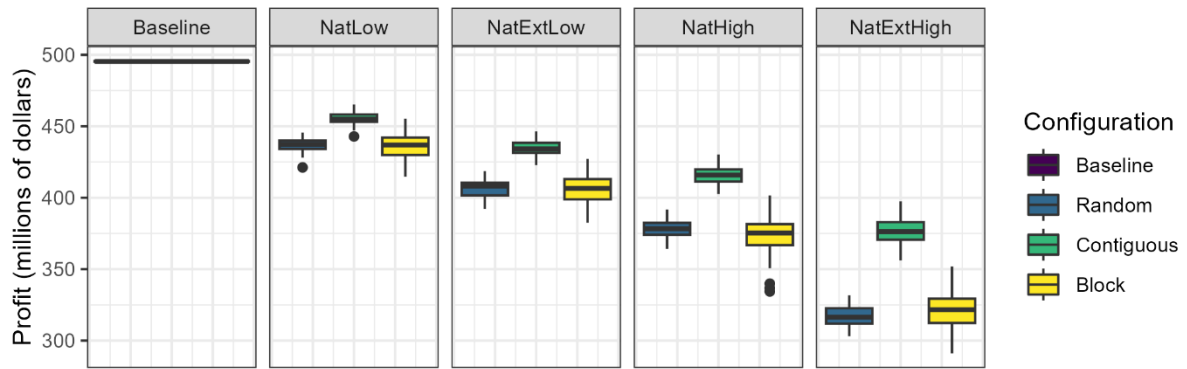 Baseline NatLow NatExtLow NatHigh NatExtHigh
Profit (millions of dollars)
500
450
400
350
300
Configuration
Baseline
Random
Contiguous
Block